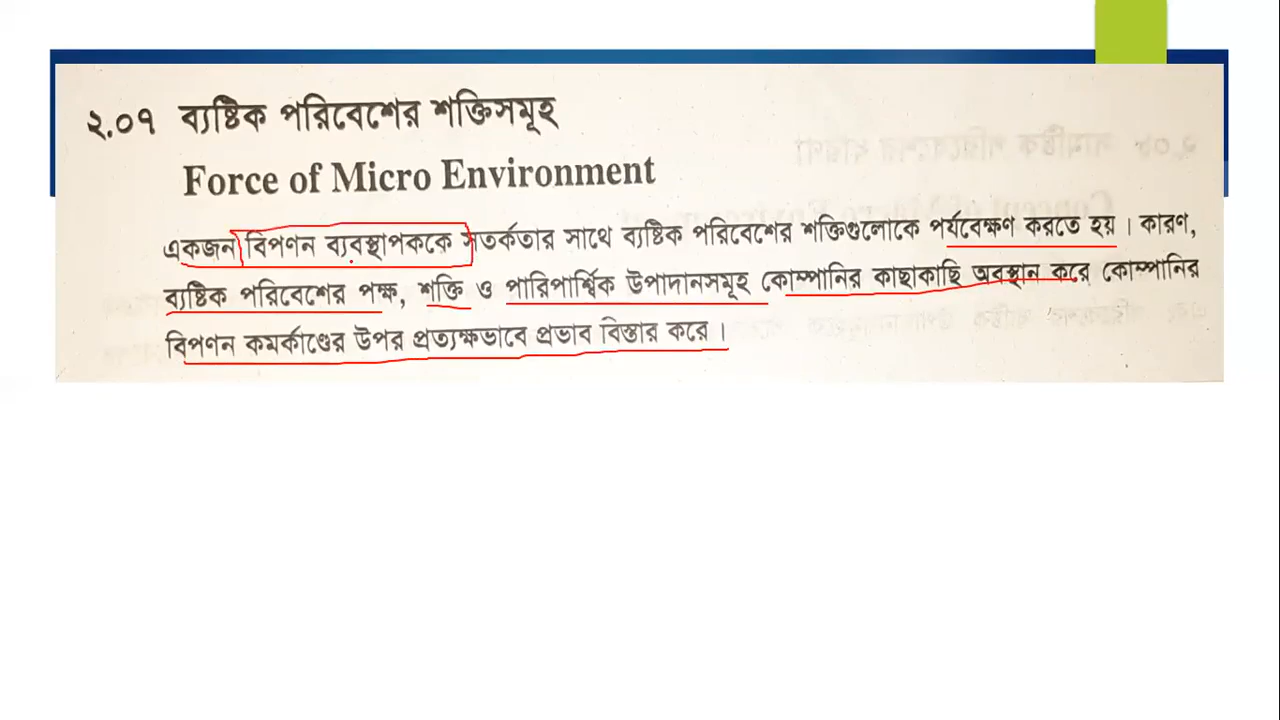 ২.০৭ ব্যষ্টিক পরিবেশের শক্তিসমূহ
Force of Micro Environment
একজন বিপণন ব্যবস্থাপককে সতর্কতার সাথে ব্যষ্টিক পরিবেশের শক্তিগুলোকে পর্যবেক্ষণ করতে হয়। কারণ,
ব্যষ্টিক পরিবেশের পক্ষ, শক্তি ও পারিপার্শ্বিক উপাদানসমূহ কোম্পানির কাছাকাছি অবস্থান করে কোম্পানির
বিপণন কমর্কাণ্ডের উপর প্রত্যক্ষভাবে প্রভাব বিস্তার করে।